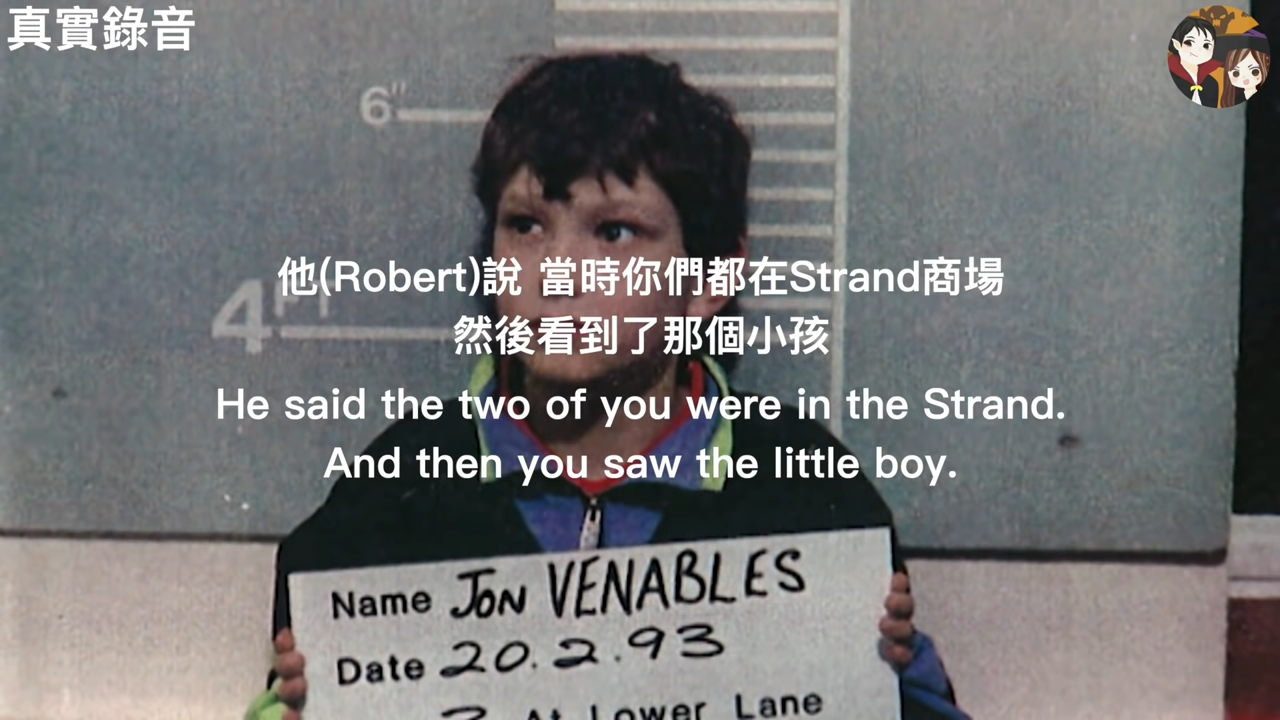 真實錄音
6"
4
他(Robert)說 當時你們都在Strand商場
然後看到了那個小孩
He said the two of you were in the Strand.
And then you saw the little boy.
Name Jon VENABLES
Date 20.2.93
At Lower Lane